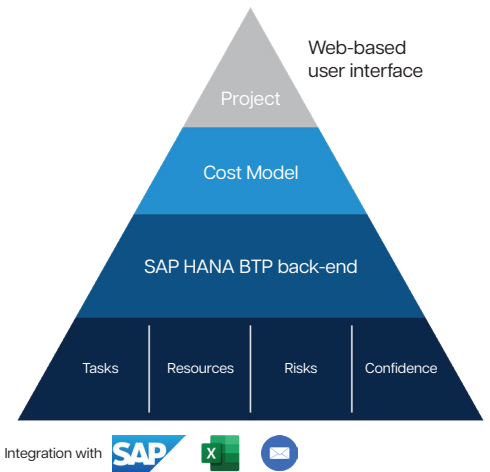 Web-based
user interface
Project
Cost Model
SAP HANA BTP back-end
Tasks
Resources
Risks
Confidence
Integration with SAP X